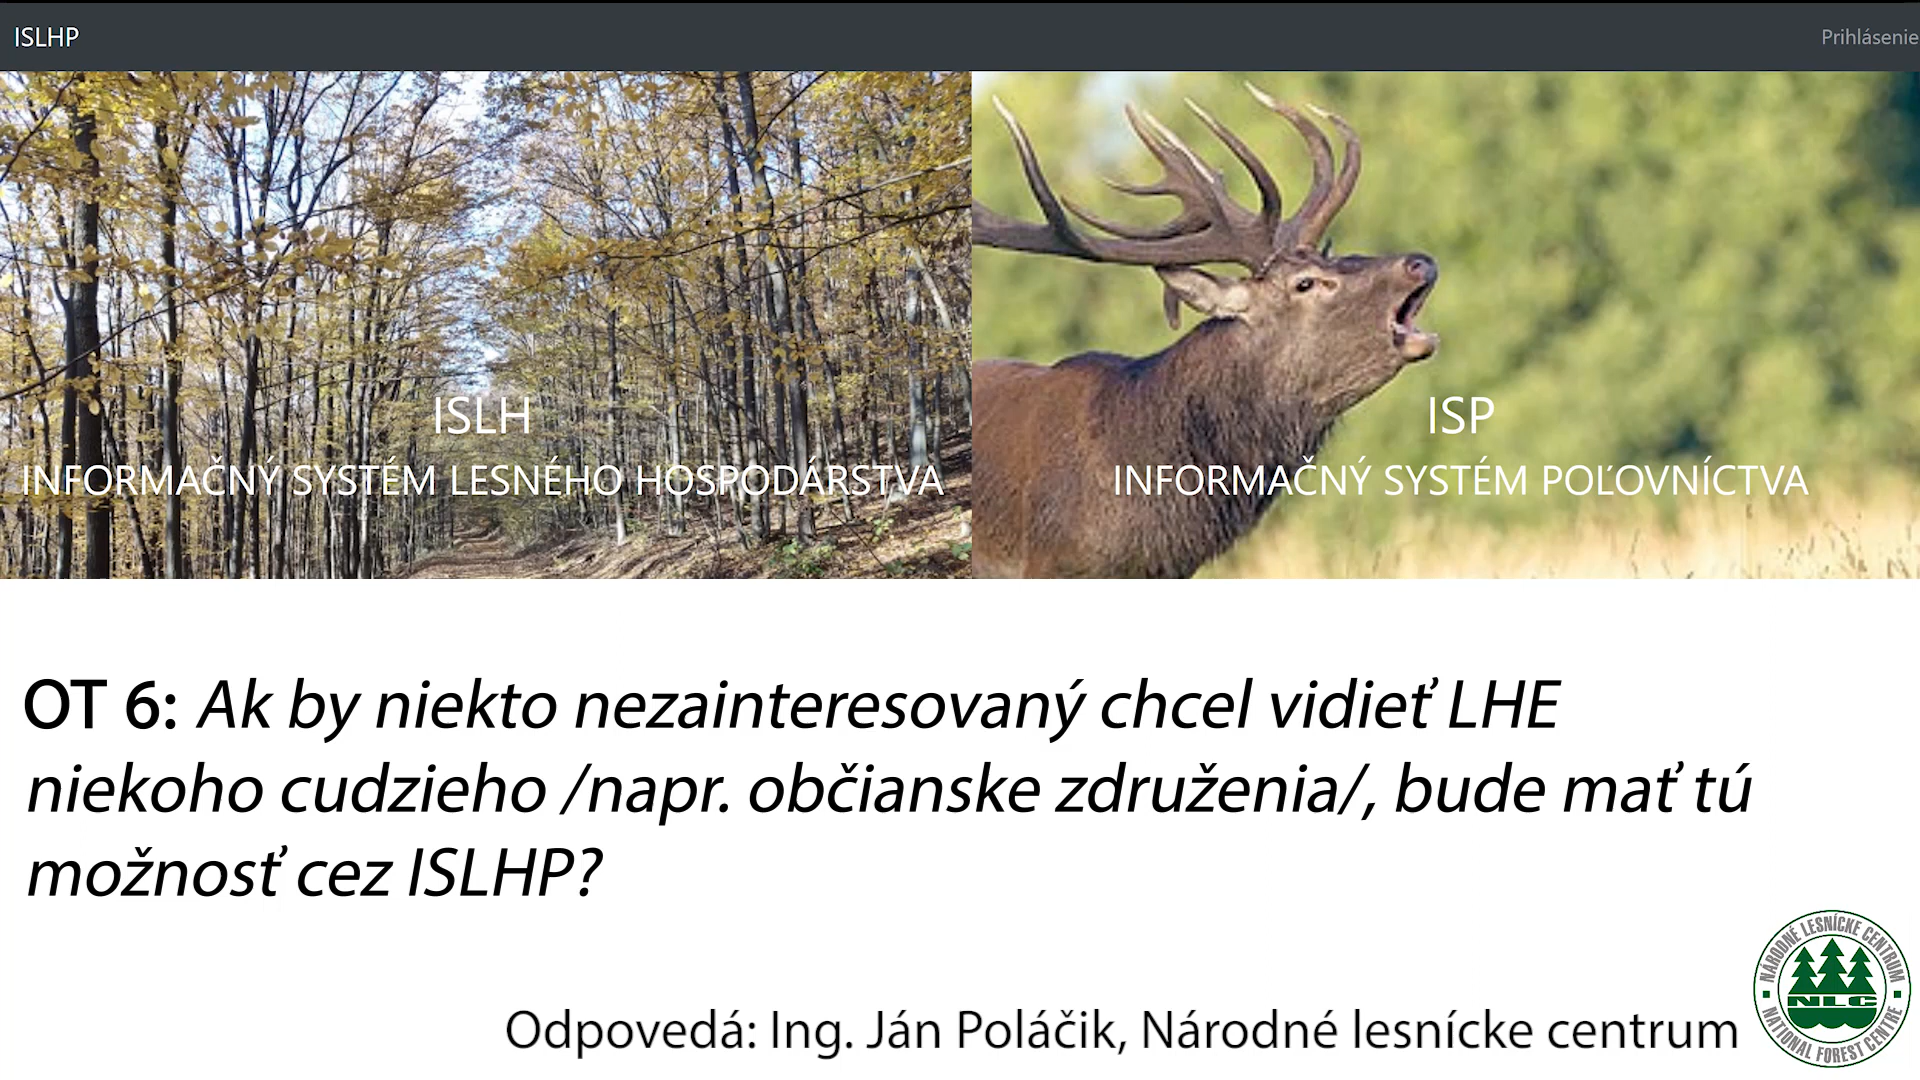 ISLHP
Prihlásenie
ISLH
INFORMAČNÝ SYSTÉM LESNÉHO HOSPODÁRSTVA
ISP
INFORMAČNÝ SYSTÉM POĽOVNÍCTVA
OT 6: Ak by niekto nezainteresovaný chcel vidieť LHE
niekoho cudzieho /napr. občianske združenia/, bude mať tú
možnosť cez ISLHP?
Odpovedá: Ing. Ján Poláčik, Národné lesnícke centrum
NÁRODNÉ LESNÍCKE CENTRUM
NLC
NATIONAL FOREST CENTRE